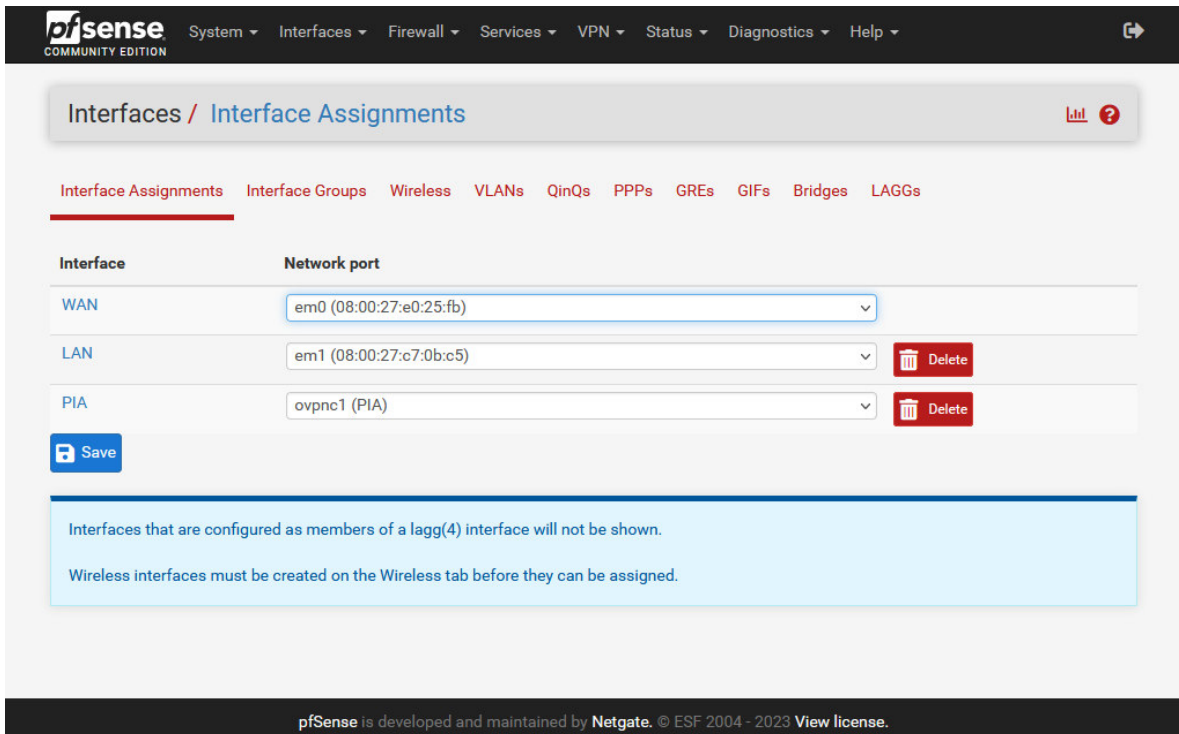 pfsense System Interfaces Firewall Services VPN Status Diagnostics Help
COMMUNITY EDITION
Interfaces / Interface Assignments
Interface Assignments Interface Groups Wireless VLANs QinQs PPPs GREs GIFs Bridges LAGGs
Interface Network port
WAN em0 (08:00:27:e0:25:fb)
LAN em1 (08:00:27:c7:0b:c5) Delete
PIA ovpnc1 (PIA) Delete
Save
Interfaces that are configured as members of a lagg(4) interface will not be shown.
Wireless interfaces must be created on the Wireless tab before they can be assigned.
pfSense is developed and maintained by Netgate. © ESF 2004 - 2023 View license.